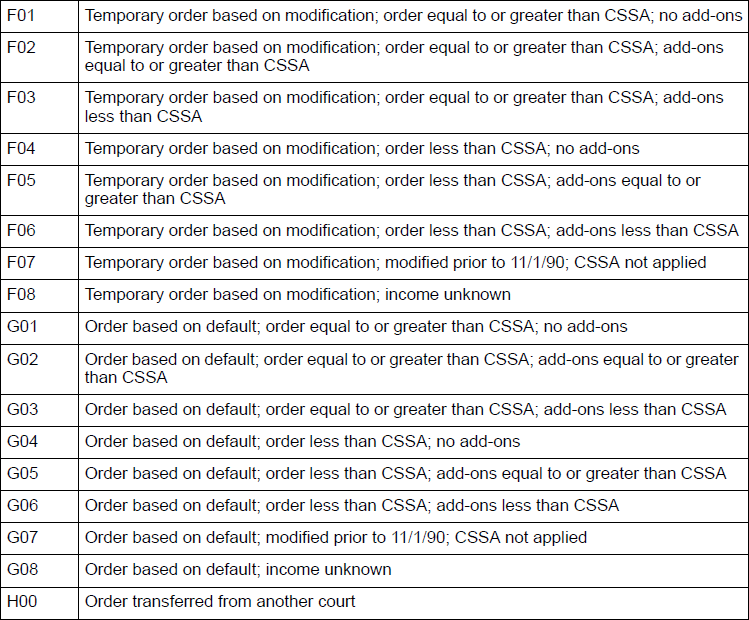 F01 Temporary order based on modification; order equal to or greater than CSSA; no add-ons
F02 Temporary order based on modification; order equal to or greater than CSSA; add-ons
equal to or greater than CSSA
F03 Temporary order based on modification; order equal to or greater than CSSA; add-ons
less than CSSA
F04 Temporary order based on modification; order less than CSSA; no add-ons
F05 Temporary order based on modification; order less than CSSA; add-ons equal to or
greater than CSSA
F06 Temporary order based on modification; order less than CSSA; add-ons less than CSSA
F07 Temporary order based on modification; modified prior to 11/1/90; CSSA not applied
F08 Temporary order based on modification; income unknown
G01 Order based on default; order equal to or greater than CSSA; no add-ons
G02 Order based on default; order equal to or greater than CSSA; add-ons equal to or greater
than CSSA
G03 Order based on default; order equal to or greater than CSSA; add-ons less than CSSA
G04 Order based on default; order less than CSSA; no add-ons
G05 Order based on default; order less than CSSA; add-ons equal to or greater than CSSA
G06 Order based on default; order less than CSSA; add-ons less than CSSA
G07 Order based on default; modified prior to 11/1/90; CSSA not applied
G08 Order based on default; income unknown
H00 Order transferred from another court